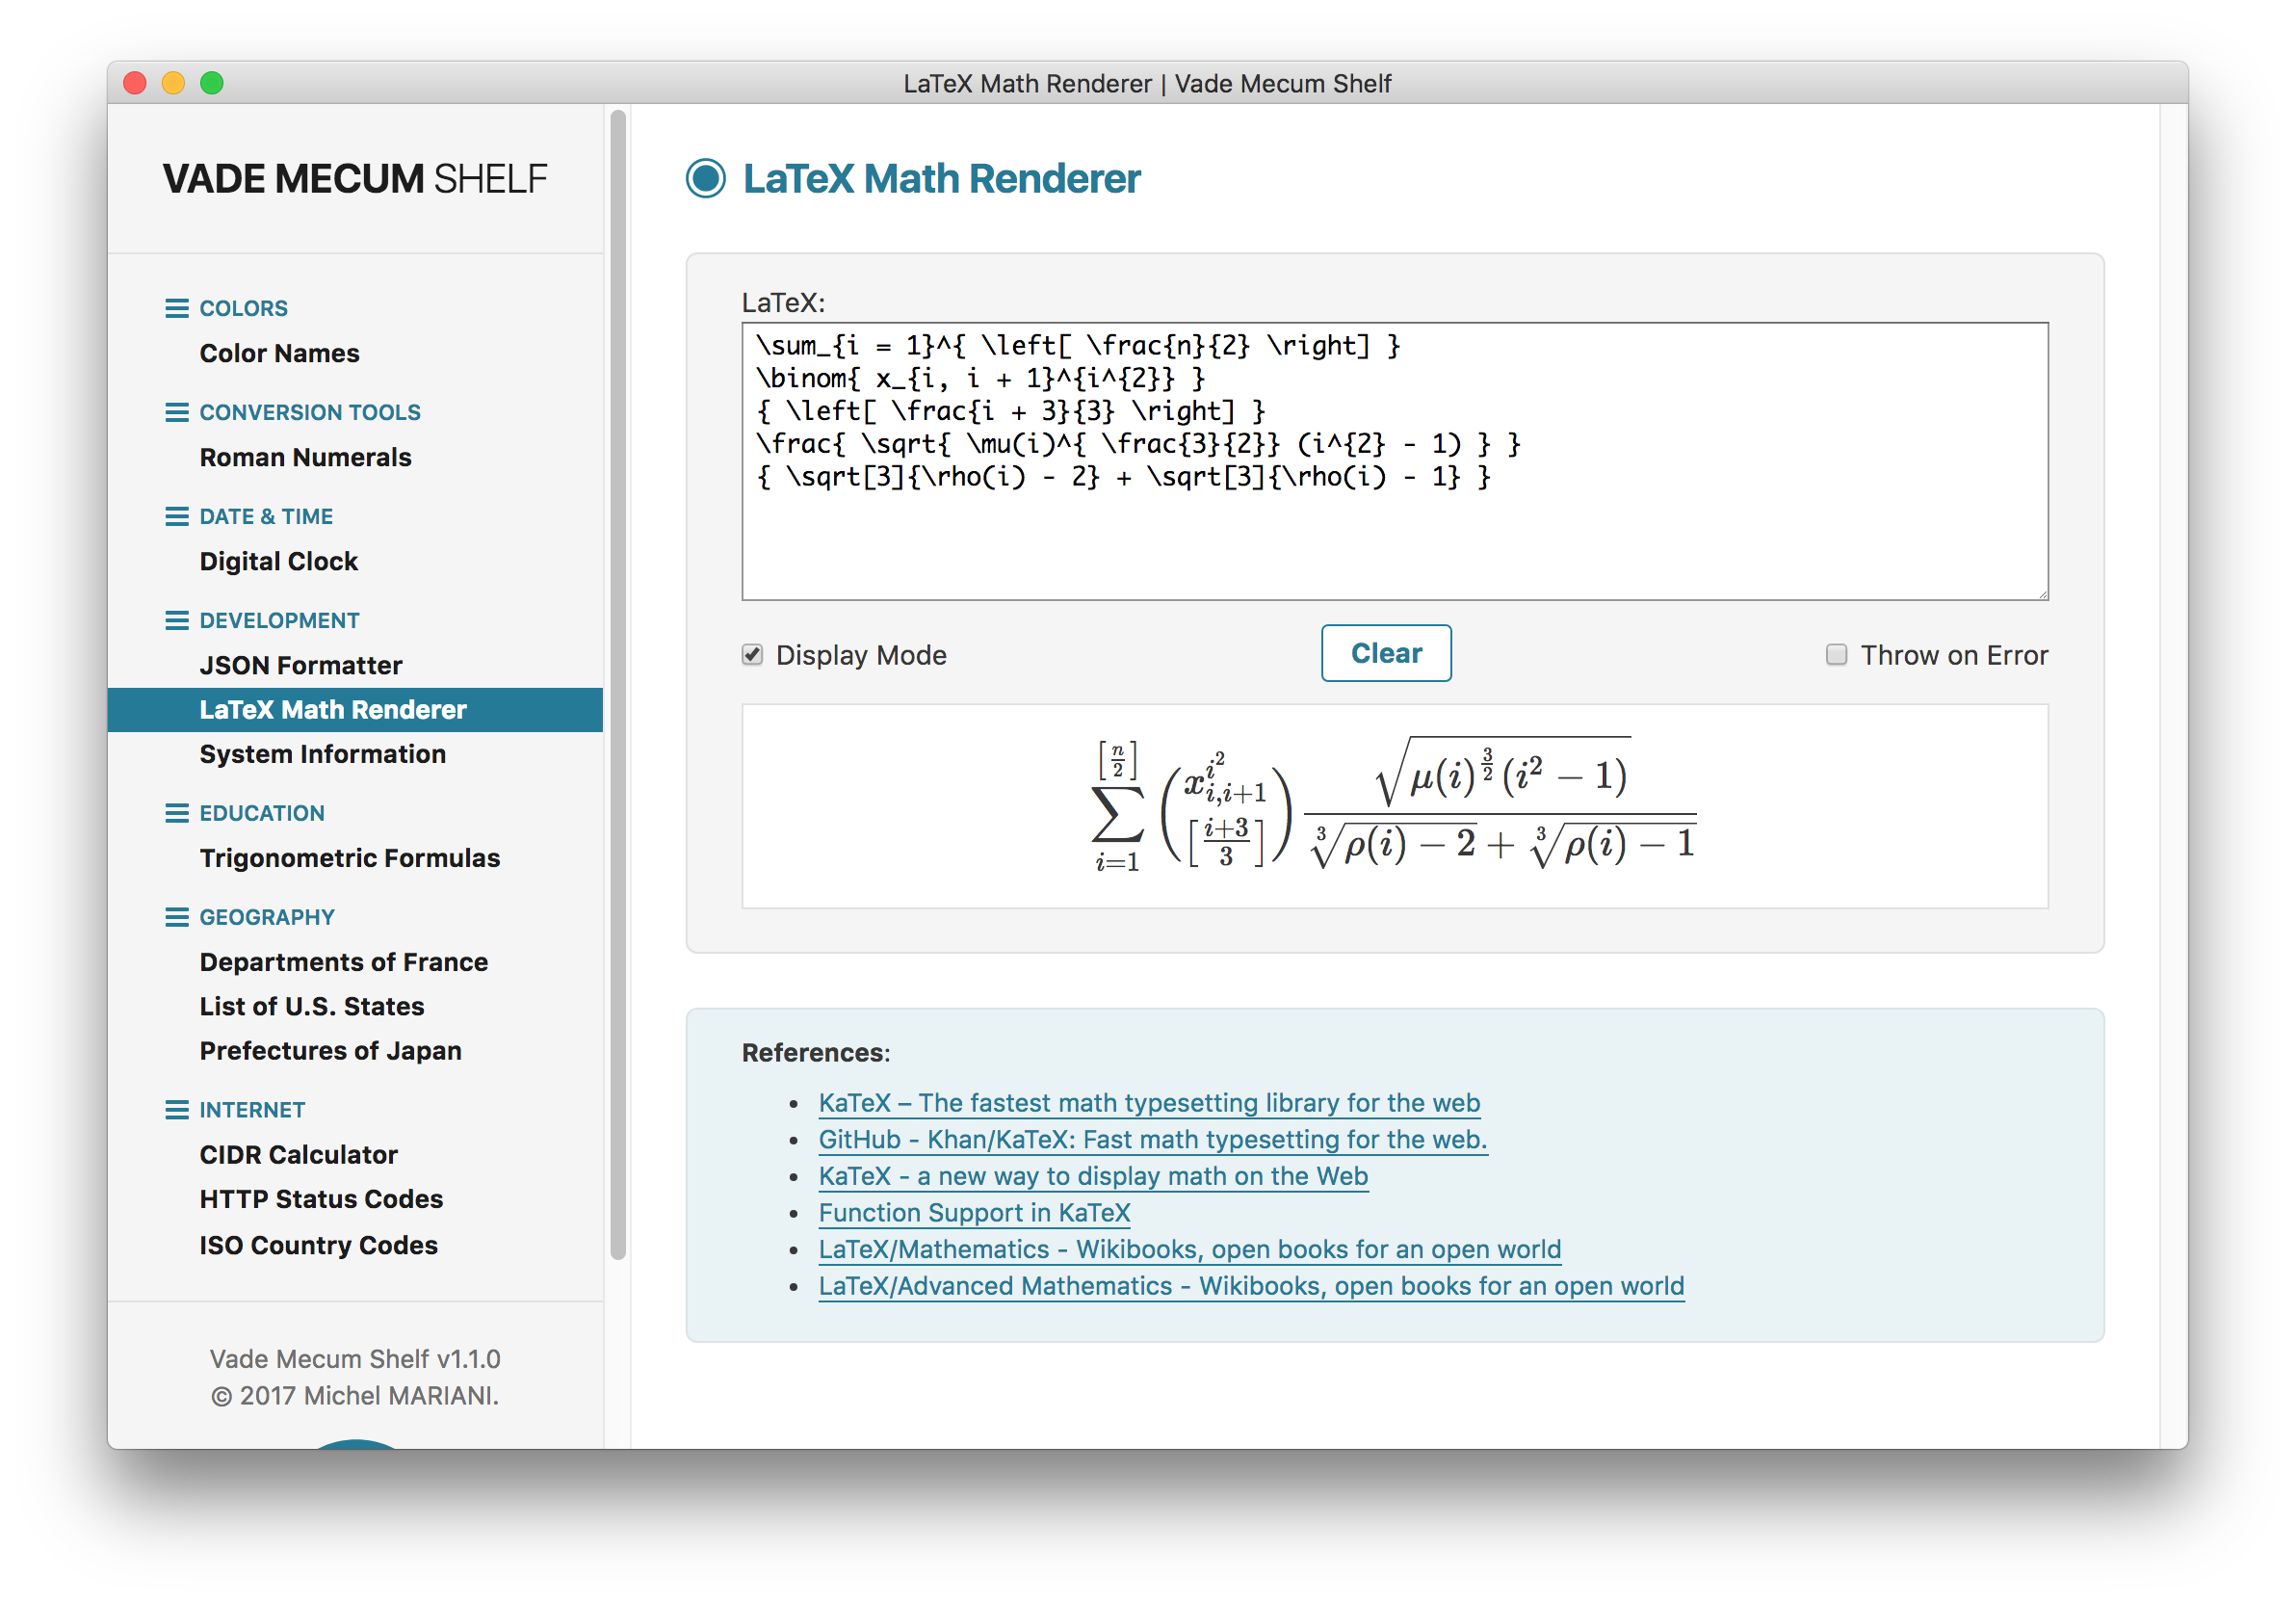 LaTeX Math Renderer | Vade Mecum Shelf
VADE MECUM SHELF
COLORS
Color Names
CONVERSION TOOLS
Roman Numerals
DATE & TIME
Digital Clock
DEVELOPMENT
JSON Formatter
LaTeX Math Renderer
System Information
EDUCATION
Trigonometric Formulas
GEOGRAPHY
Departments of France
List of U.S. States
Prefectures of Japan
INTERNET
CIDR Calculator
HTTP Status Codes
ISO Country Codes
Vade Mecum Shelf v1.1.0
© 2017 Michel MARIANI.
LaTeX Math Renderer
LaTeX:
\sum_{i = 1}^{ \left[ \frac{n}{2} \right] }
\binom{ x_{i, i + 1}^{i^{2}} }
{ \left[ \frac{i + 3}{3} \right] }
\frac{ \sqrt{ \mu(i)^{ \frac{3}{2}} (i^{2} - 1) } }
{ \sqrt[3]{\rho(i) - 2} + \sqrt[3]{\rho(i) - 1} }
Display Mode
Clear
Throw on Error
\sum_{i=1}^{\left[\frac{n}{2}\right]} \binom{x_{i,i+1}^{i^{2}}}{\left[\frac{i+3}{3}\right]} \frac{\sqrt{\mu(i)^{\frac{3}{2}}(i^{2}-1)}}{\sqrt[3]{\rho(i)-2}+\sqrt[3]{\rho(i)-1}}
References:
KaTeX – The fastest math typesetting library for the web
GitHub - Khan/KaTeX: Fast math typesetting for the web.
KaTeX - a new way to display math on the Web
Function Support in KaTeX
LaTeX/Mathematics - Wikibooks, open books for an open world
LaTeX/Advanced Mathematics - Wikibooks, open books for an open world